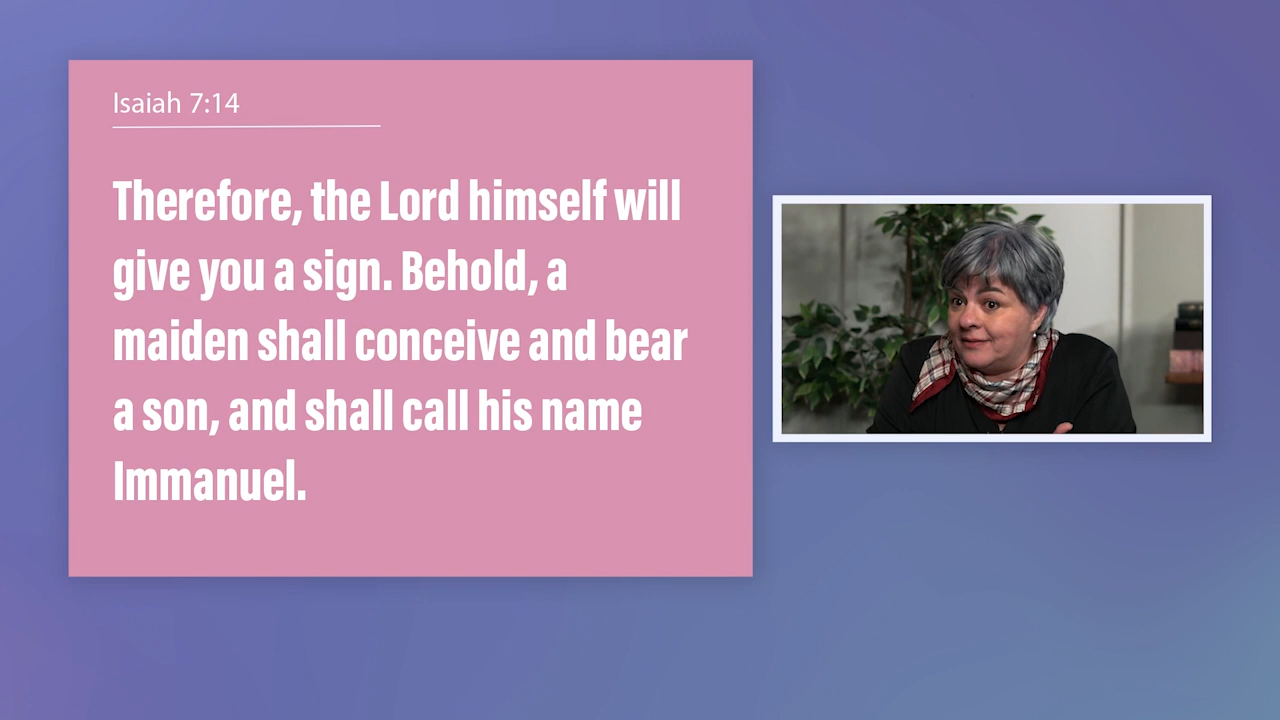 Isaiah 7:14
Therefore, the Lord himself will
give you a sign. Behold, a
maiden shall conceive and bear
a son, and shall call his name
Immanuel.